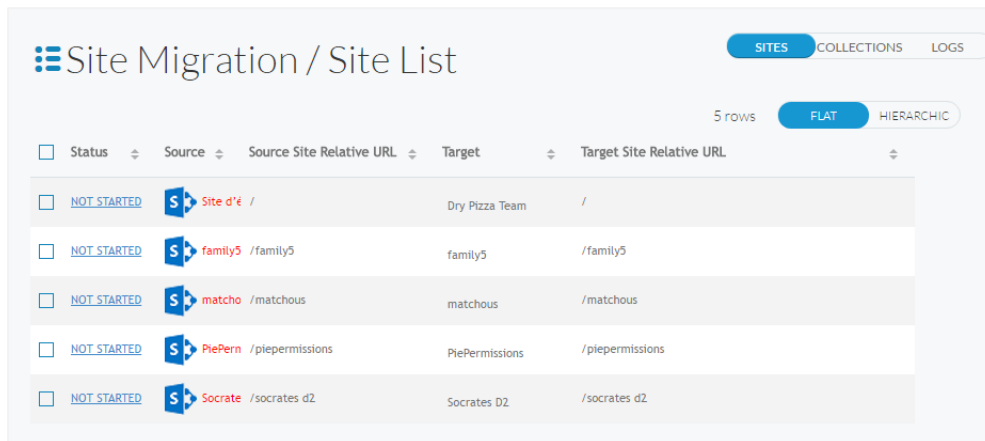 Site Migration / Site List
SITES COLLECTIONS LOGS
5 rows FLAT HIERARCHIC
Status Source Source Site Relative URL Target Target Site Relative URL
NOT STARTED S Site d'é / Dry Pizza Team /
NOT STARTED S family5 /family5 family5 /family5
NOT STARTED S matcho /matchous matchous /matchous
NOT STARTED S PiePern /piepermissions PiePermissions /piepermissions
NOT STARTED S Socrate /socrates d2 Socrates D2 /socrates d2